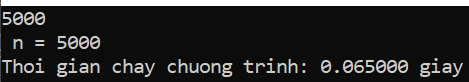 5000
n = 5000
Thoi gian chay chuong trinh: 0.065000 giay